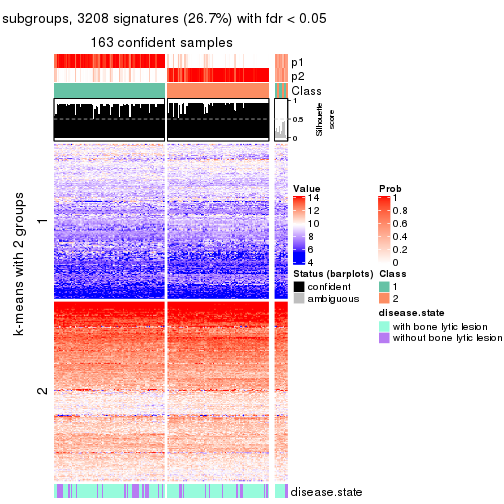 subgroups, 3208 signatures (26.7%) with fdr < 0.05
163 confident samples
p1
p2
Class
1
0.5
0
Silhouette
score
k-means with 2 groups
1
2
disease.state
Value
14
12
10
8
6
4
Prob
1
0.8
0.6
0.4
0.2
0
Status (barplots)
confident
ambiguous
Class
1
2
disease.state
with bone lytic lesion
without bone lytic lesion